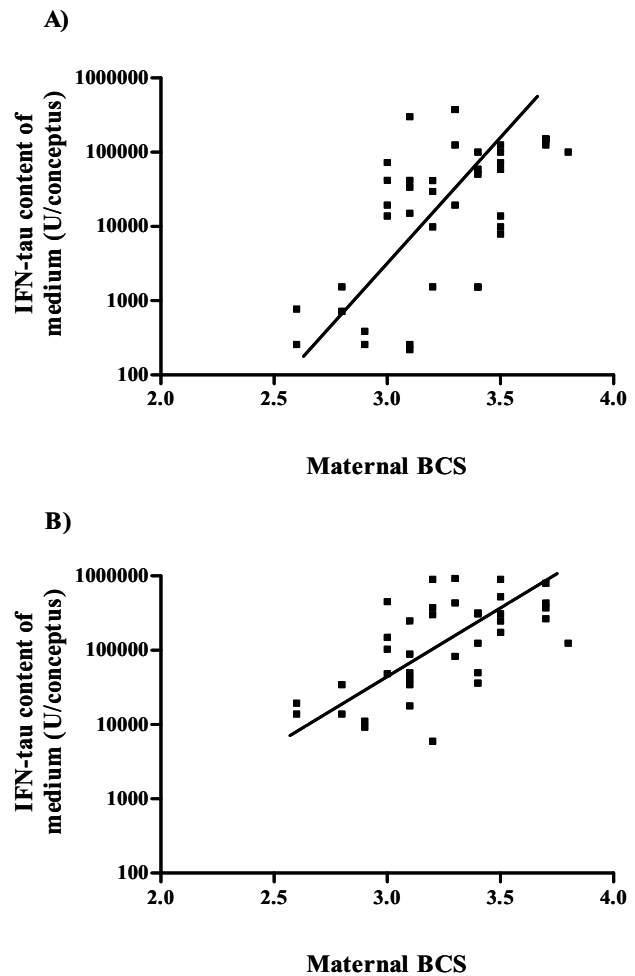 A)
IFN-tau content of
medium (U/conceptus)
1000000
100000
10000
1000
100
2.0 2.5 3.0 3.5 4.0
Maternal BCS
B)
IFN-tau content of
medium (U/conceptus)
1000000
100000
10000
1000
100
2.0 2.5 3.0 3.5 4.0
Maternal BCS